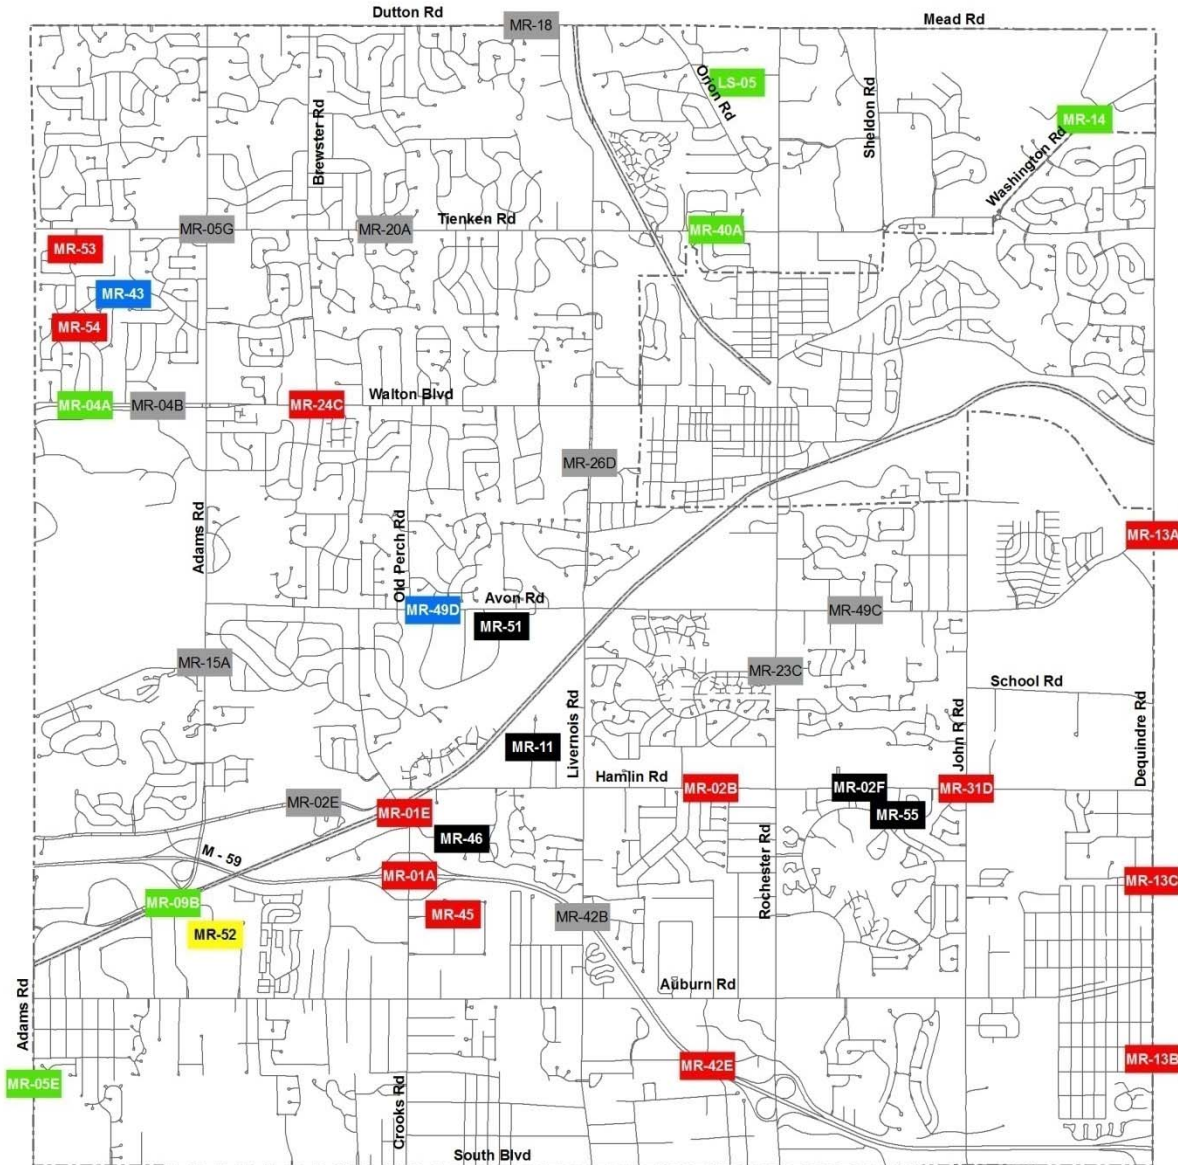 Dutton Rd
MR-18
Mead Rd
Orion Rd
LS-05
Sheldon Rd
MR-14
Brewster Rd
Washington Rd
MR-05G
MR-20A
Tienken Rd
MR-40A
MR-53
MR-43
MR-54
MR-04A
MR-04B
MR-24C
Walton Blvd
MR-26D
Adams Rd
Old Perch Rd
MR-13A
MR-49D
Avon Rd
MR-51
MR-49C
MR-15A
MR-23C
School Rd
Livernois Rd
John R Rd
Dequindre Rd
MR-11
Hamlin Rd
MR-02B
MR-02F
MR-31D
MR-02E
MR-01E
MR-55
MR-46
M - 59
MR-01A
Rochester Rd
MR-13C
MR-09B
MR-45
MR-42B
MR-52
Auburn Rd
Adams Rd
MR-42E
MR-13B
MR-05E
Crooks Rd
South Blvd